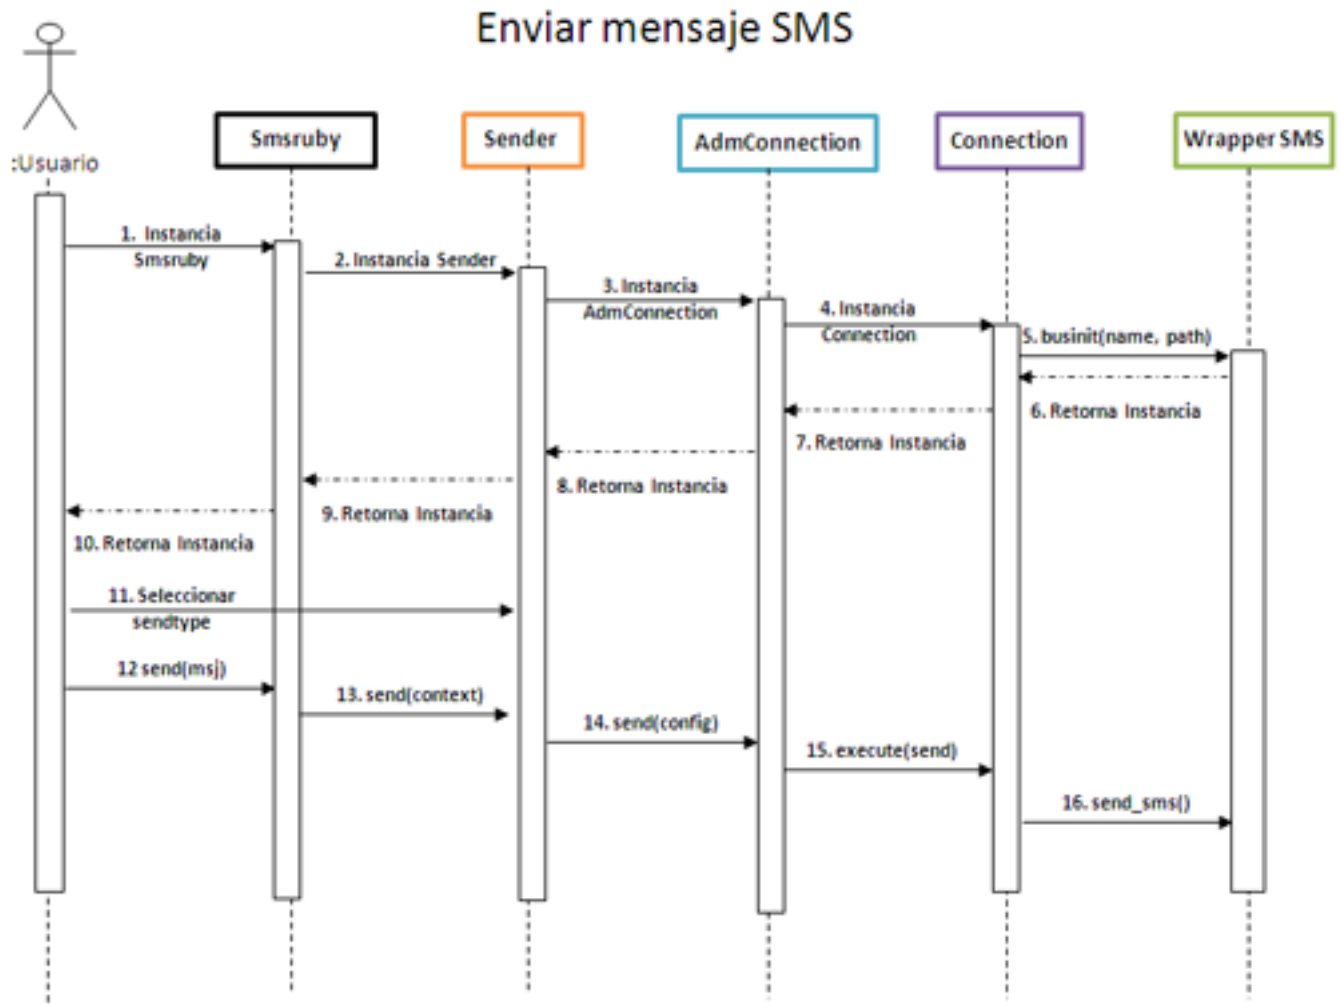 Enviar mensaje SMS
:Usuario
Smsruby
Sender
AdmConnection
Connection
Wrapper SMS
1. Instancia
Smsruby
2. Instancia Sender
3. Instancia
AdmConnection
4. Instancia
Connection
5. businit(name, path)
6. Retorna Instancia
7. Retorna Instancia
8. Retorna Instancia
9. Retorna Instancia
10. Retorna Instancia
11. Seleccionar
sendtype
12 send(msj)
13. send(context)
14. send(config)
15. execute(send)
16. send_sms()